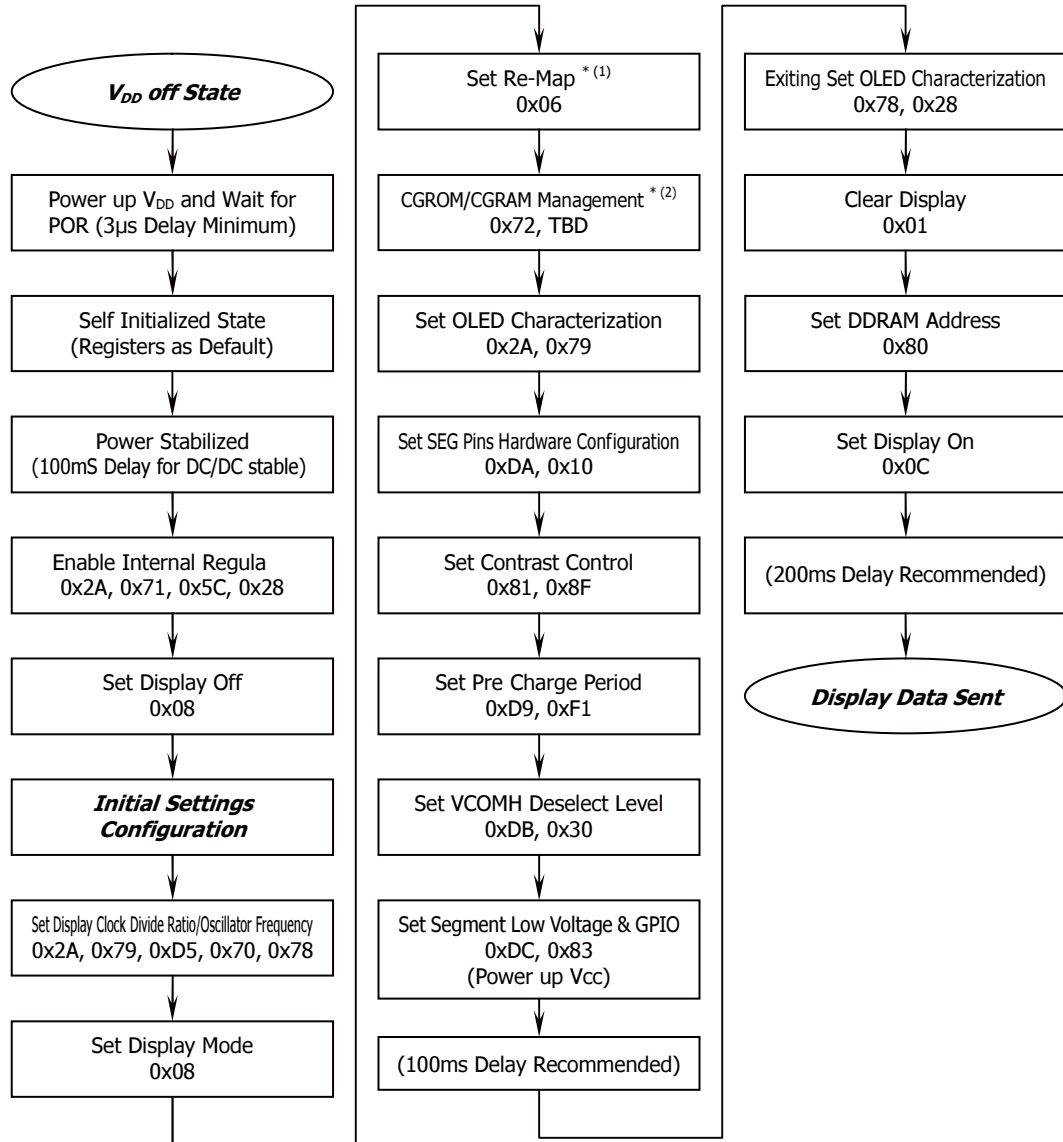 V_DD off State
Power up V_DD and Wait for
POR (3µs Delay Minimum)
Self Initialized State
(Registers as Default)
Power Stabilized
(100mS Delay for DC/DC stable)
Enable Internal Regula
0x2A, 0x71, 0x5C, 0x28
Set Display Off
0x08
Initial Settings
Configuration
Set Display Clock Divide Ratio/Oscillator Frequency
0x2A, 0x79, 0xD5, 0x70, 0x78
Set Display Mode
0x08
Set Re-Map * (1)
0x06
CGROM/CGRAM Management * (2)
0x72, TBD
Set OLED Characterization
0x2A, 0x79
Set SEG Pins Hardware Configuration
0xDA, 0x10
Set Contrast Control
0x81, 0x8F
Set Pre Charge Period
0xD9, 0xF1
Set VCOMH Deselect Level
0xDB, 0x30
Set Segment Low Voltage & GPIO
0xDC, 0x83
(Power up Vcc)
(100ms Delay Recommended)
Exiting Set OLED Characterization
0x78, 0x28
Clear Display
0x01
Set DDRAM Address
0x80
Set Display On
0x0C
(200ms Delay Recommended)
Display Data Sent